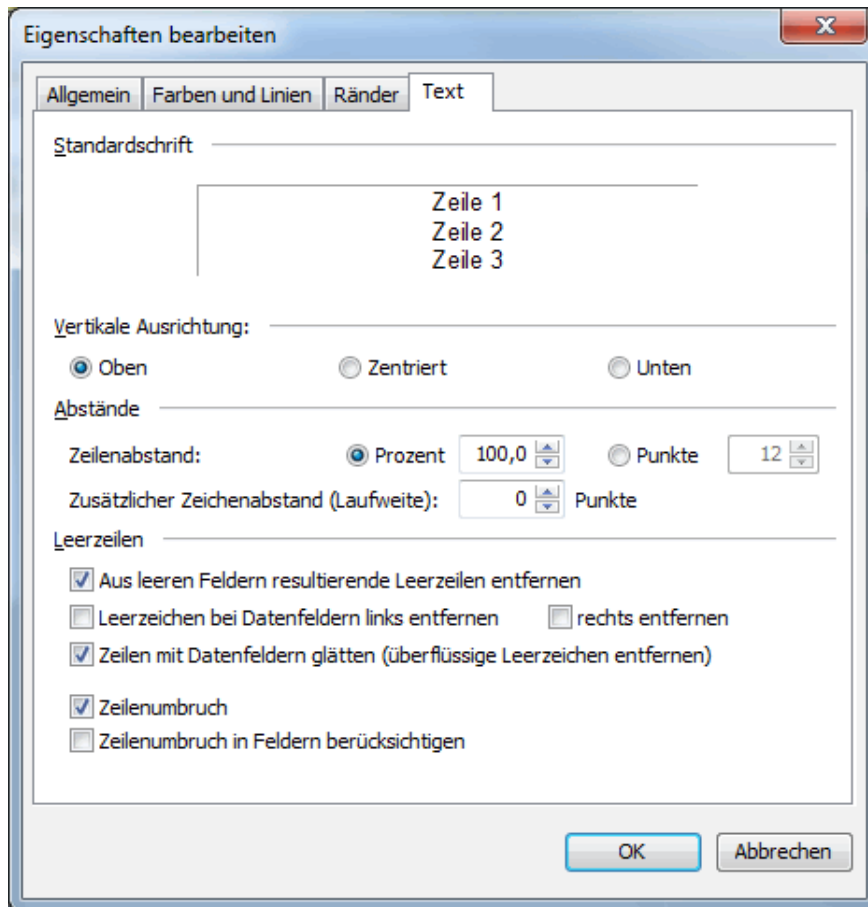 Eigenschaften bearbeiten
Allgemein Farben und Linien Ränder Text
Standardschrift
Zeile 1
Zeile 2
Zeile 3
Vertikale Ausrichtung:
Oben Zentriert Unten
Abstände
Zeilenabstand: Prozent 100,0 Punkte 12
Zusätzlicher Zeichenabstand (Laufweite): 0 Punkte
Leerzeilen
Aus leeren Feldern resultierende Leerzeilen entfernen
Leerzeichen bei Datenfeldern links entfernen rechts entfernen
Zeilen mit Datenfeldern glätten (überflüssige Leerzeichen entfernen)
Zeilenumbruch
Zeilenumbruch in Feldern berücksichtigen
OK Abbrechen